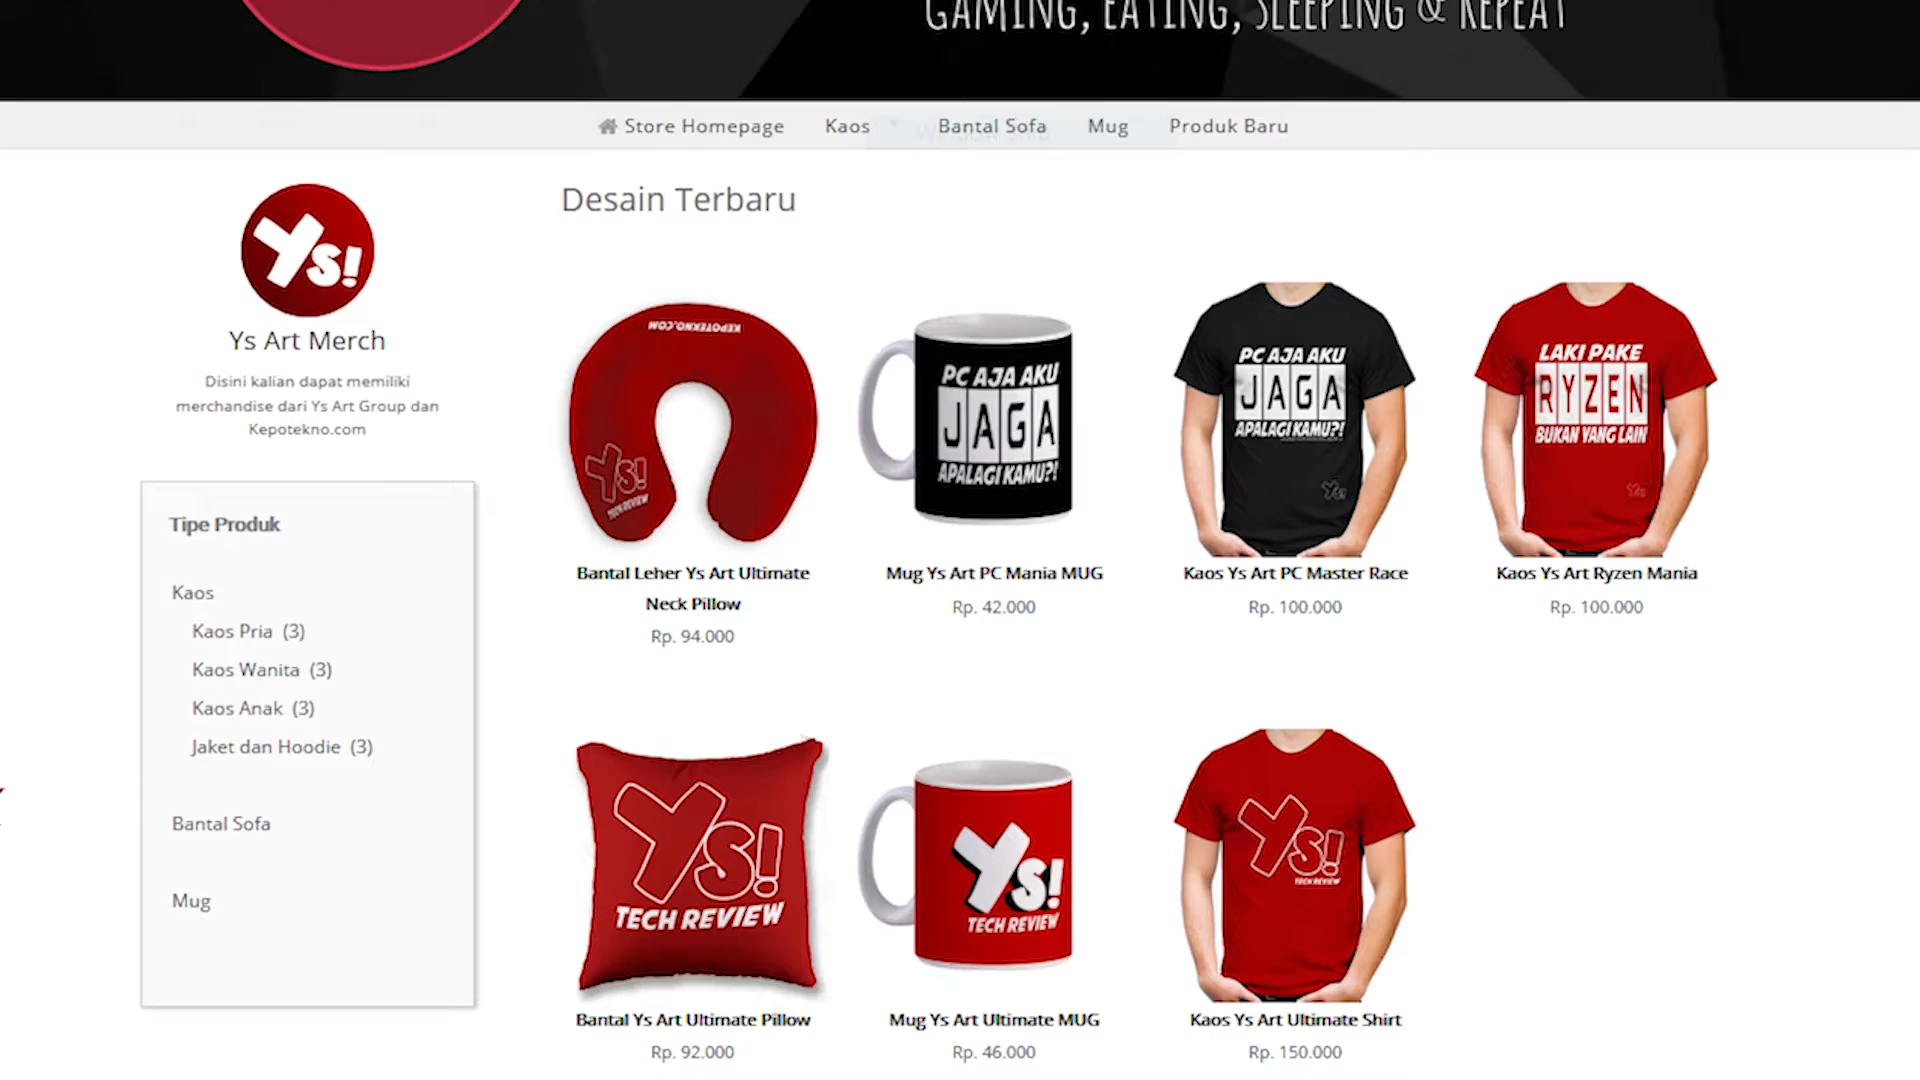 GAMING, EATING, SLEEPING & REPEAT
Store Homepage Kaos Bantal Sofa Mug Produk Baru
Ys!
Ys Art Merch
Disini kalian dapat memiliki
merchandise dari Ys Art Group dan
Kepotekno.com
Tipe Produk
Kaos
Kaos Pria (3)
Kaos Wanita (3)
Kaos Anak (3)
Jaket dan Hoodie (3)
Bantal Sofa
Mug
Desain Terbaru
KEPOTEKNO.COM
Ys!
TECH REVIEW
Bantal Leher Ys Art Ultimate
Neck Pillow
Rp. 94.000
PC AJA AKU
JAGA
APALAGI KAMU?!
Mug Ys Art PC Mania MUG
Rp. 42.000
PC AJA AKU
JAGA
APALAGI KAMU?!
Ys!
Kaos Ys Art PC Master Race
Rp. 100.000
LAKI PAKE
RYZEN
BUKAN YANG LAIN
Ys!
Kaos Ys Art Ryzen Mania
Rp. 100.000
Ys!
TECH REVIEW
Bantal Ys Art Ultimate Pillow
Rp. 92.000
Ys!
TECH REVIEW
Mug Ys Art Ultimate MUG
Rp. 46.000
Ys!
TECH REVIEW
Kaos Ys Art Ultimate Shirt
Rp. 150.000